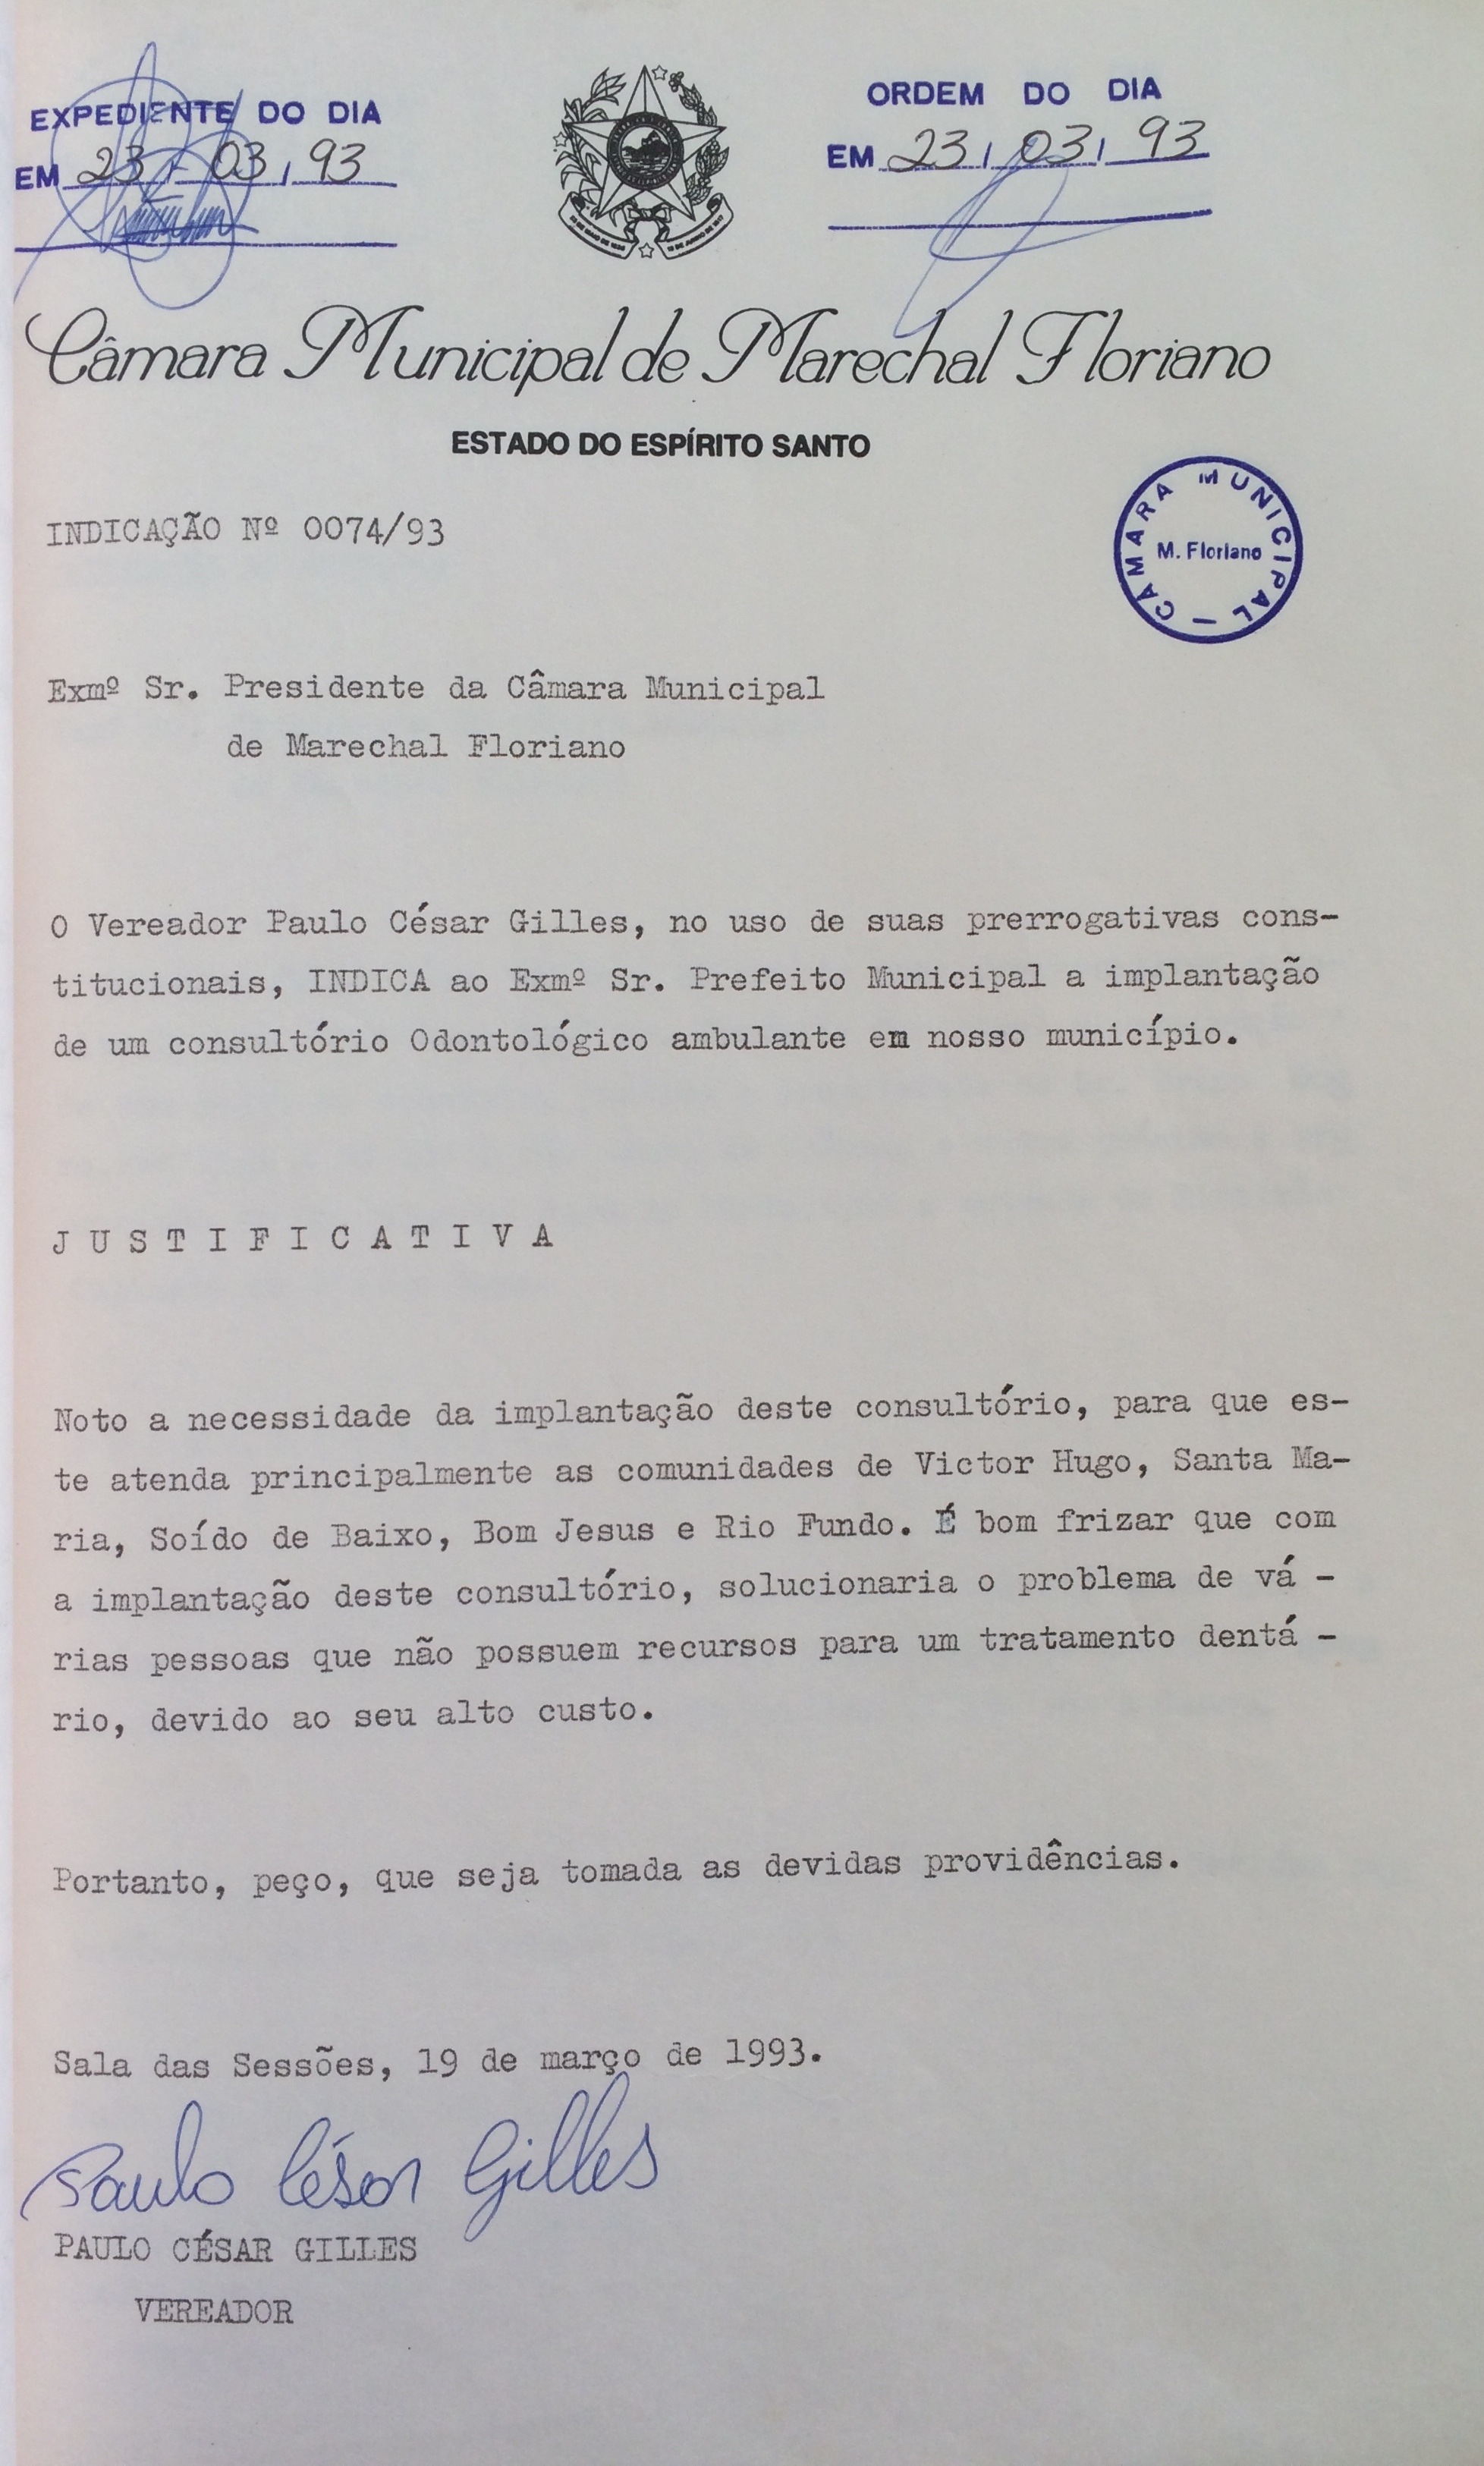 EXPEDIENTE DO DIA
EM 23 / 03 / 93
ORDEM DO DIA
EM 23 / 03 / 93
Câmara Municipal de Marechal Floriano
ESTADO DO ESPÍRITO SANTO
CÂMARA MUNICIPAL —
M. Floriano
INDICAÇÃO Nº 0074/93
Exmº Sr. Presidente da Câmara Municipal
de Marechal Floriano
O Vereador Paulo César Gilles, no uso de suas prerrogativas cons-
titucionais, INDICA ao Exmº Sr. Prefeito Municipal a implantação
de um consultório Odontológico ambulante em nosso município.
J U S T I F I C A T I V A
Noto a necessidade da implantação deste consultório, para que es-
te atenda principalmente as comunidades de Victor Hugo, Santa Ma-
ria, Soído de Baixo, Bom Jesus e Rio Fundo. É bom frizar que com
a implantação deste consultório, solucionaria o problema de vá -
rias pessoas que não possuem recursos para um tratamento dentá -
rio, devido ao seu alto custo.
Portanto, peço, que seja tomada as devidas providências.
Sala das Sessões, 19 de março de 1993.
Paulo César Gilles
PAULO CÉSAR GILLES
VEREADOR